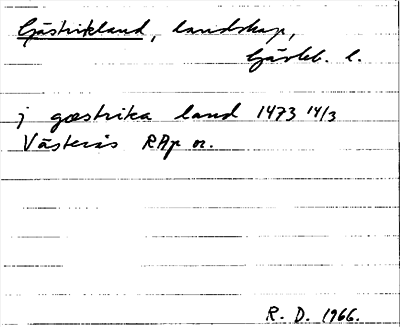 Gästrikland, landskap,
Gävleb. l.
j gæstrika land 1473 14/3
Västerås RAp or.
R. D. 1966.